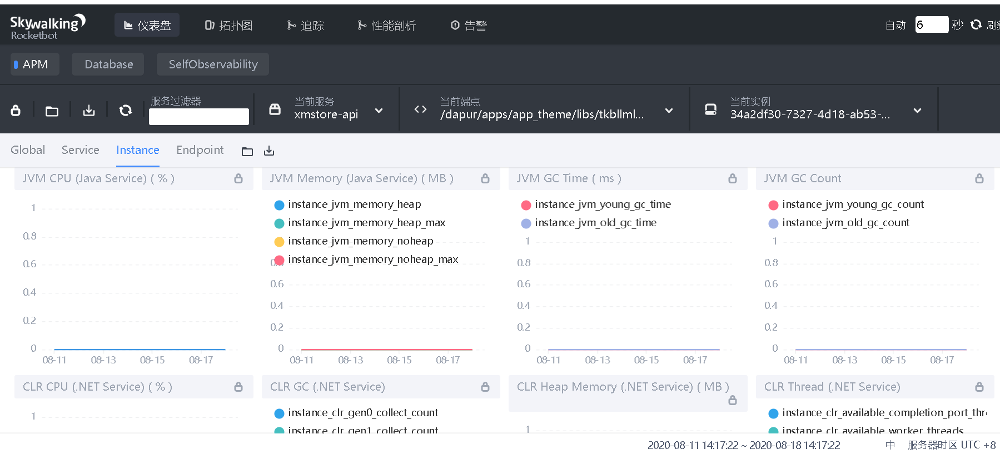 Skywalking
Rocketbot
仪表盘
拓扑图
追踪
性能剖析
告警
自动 6 秒 刷新
APM
Database
SelfObservability
服务过滤器
当前服务
xmstore-api
当前端点
/dapur/apps/app_theme/libs/tkbllml...
当前实例
34a2df30-7327-4d18-ab53-...
Global
Service
Instance
Endpoint
JVM CPU (Java Service) ( % )
1
0.8
0.6
0.4
0.2
0
08-11 08-13 08-15 08-17
JVM Memory (Java Service) ( MB )
instance_jvm_memory_heap
instance_jvm_memory_heap_max
instance_jvm_memory_noheap
instance_jvm_memory_noheap_max
0.8
0.6
0.4
0.2
0
08-11 08-13 08-15 08-17
JVM GC Time ( ms )
instance_jvm_young_gc_time
instance_jvm_old_gc_time
1
0.8
0.6
0.4
0.2
0
08-11 08-13 08-15 08-17
JVM GC Count
instance_jvm_young_gc_count
instance_jvm_old_gc_count
1
0.8
0.6
0.4
0.2
0
08-11 08-13 08-15 08-17
CLR CPU (.NET Service) ( % )
1
CLR GC (.NET Service)
instance_clr_gen0_collect_count
instance_clr_gen1_collect_count
CLR Heap Memory (.NET Service) ( MB )
1
CLR Thread (.NET Service)
instance_clr_available_completion_port_thr
instance_clr_available_worker_threads
2020-08-11 14:17:22 ~ 2020-08-18 14:17:22
中
服务器时区 UTC +8